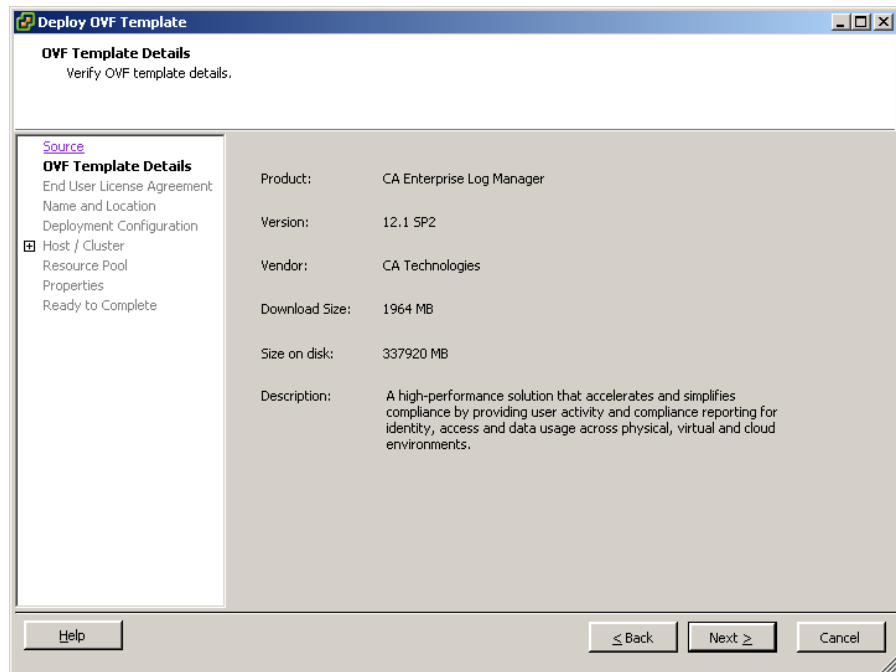 Deploy OVF Template
OVF Template Details
Verify OVF template details.
Source
OVF Template Details
End User License Agreement
Name and Location
Deployment Configuration
Host / Cluster
Resource Pool
Properties
Ready to Complete
Product: CA Enterprise Log Manager
Version: 12.1 SP2
Vendor: CA Technologies
Download Size: 1964 MB
Size on disk: 337920 MB
Description: A high-performance solution that accelerates and simplifies
compliance by providing user activity and compliance reporting for
identity, access and data usage across physical, virtual and cloud
environments.
Help
< Back
Next >
Cancel